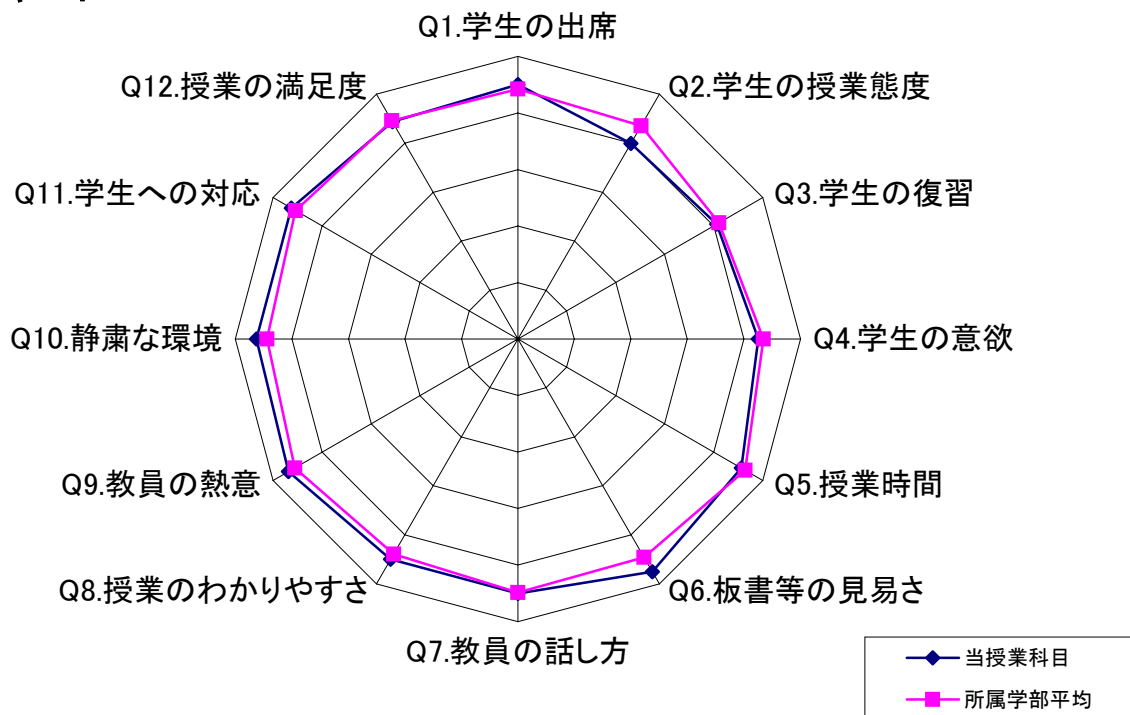 Q1.学生の出席
Q2.学生の授業態度
Q3.学生の復習
Q4.学生の意欲
Q5.授業時間
Q6.板書等の見易さ
Q7.教員の話し方
Q8.授業のわかりやすさ
Q9.教員の熱意
Q10.静粛な環境
Q11.学生への対応
Q12.授業の満足度
当授業科目
所属学部平均